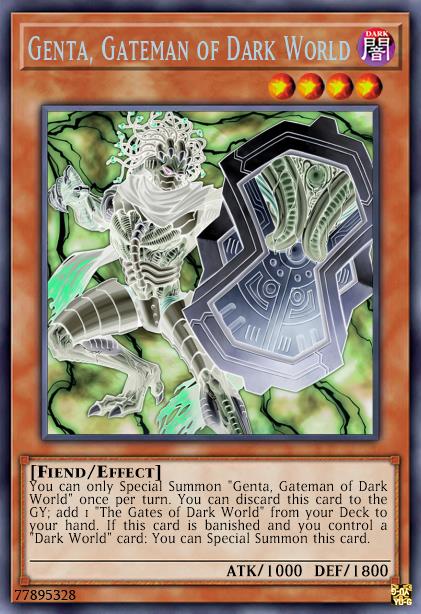 GENTA, GATEMAN OF DARK WORLD
DARK
闇
[FIEND/EFFECT]
You can only Special Summon "Genta, Gateman of Dark
World" once per turn. You can discard this card to the
GY; add 1 "The Gates of Dark World" from your Deck to
your hand. If this card is banished and you control a
"Dark World" card: You can Special Summon this card.
ATK/1000 DEF/1800
77895328